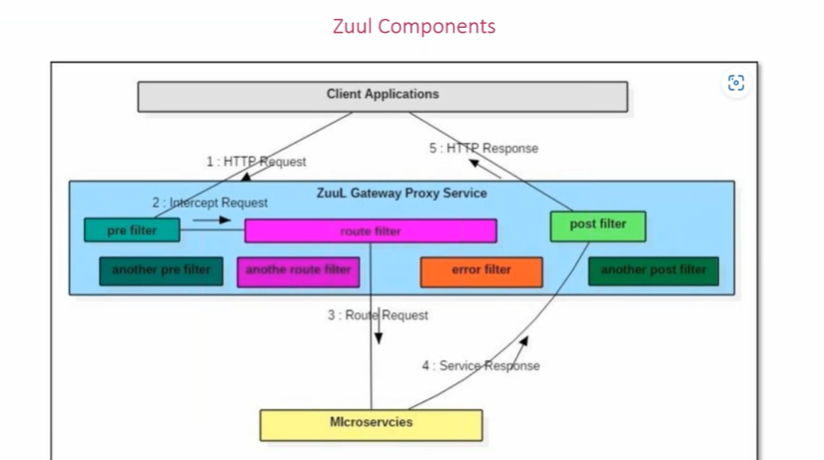 Zuul Components
Client Applications
1 : HTTP Request
5 : HTTP Response
ZuuL Gateway Proxy Service
2 : Intercept Request
pre filter
route filter
post filter
another pre filter
anothe route filter
error filter
another post filter
3 : Route Request
4 : Service Response
MIcroservcies